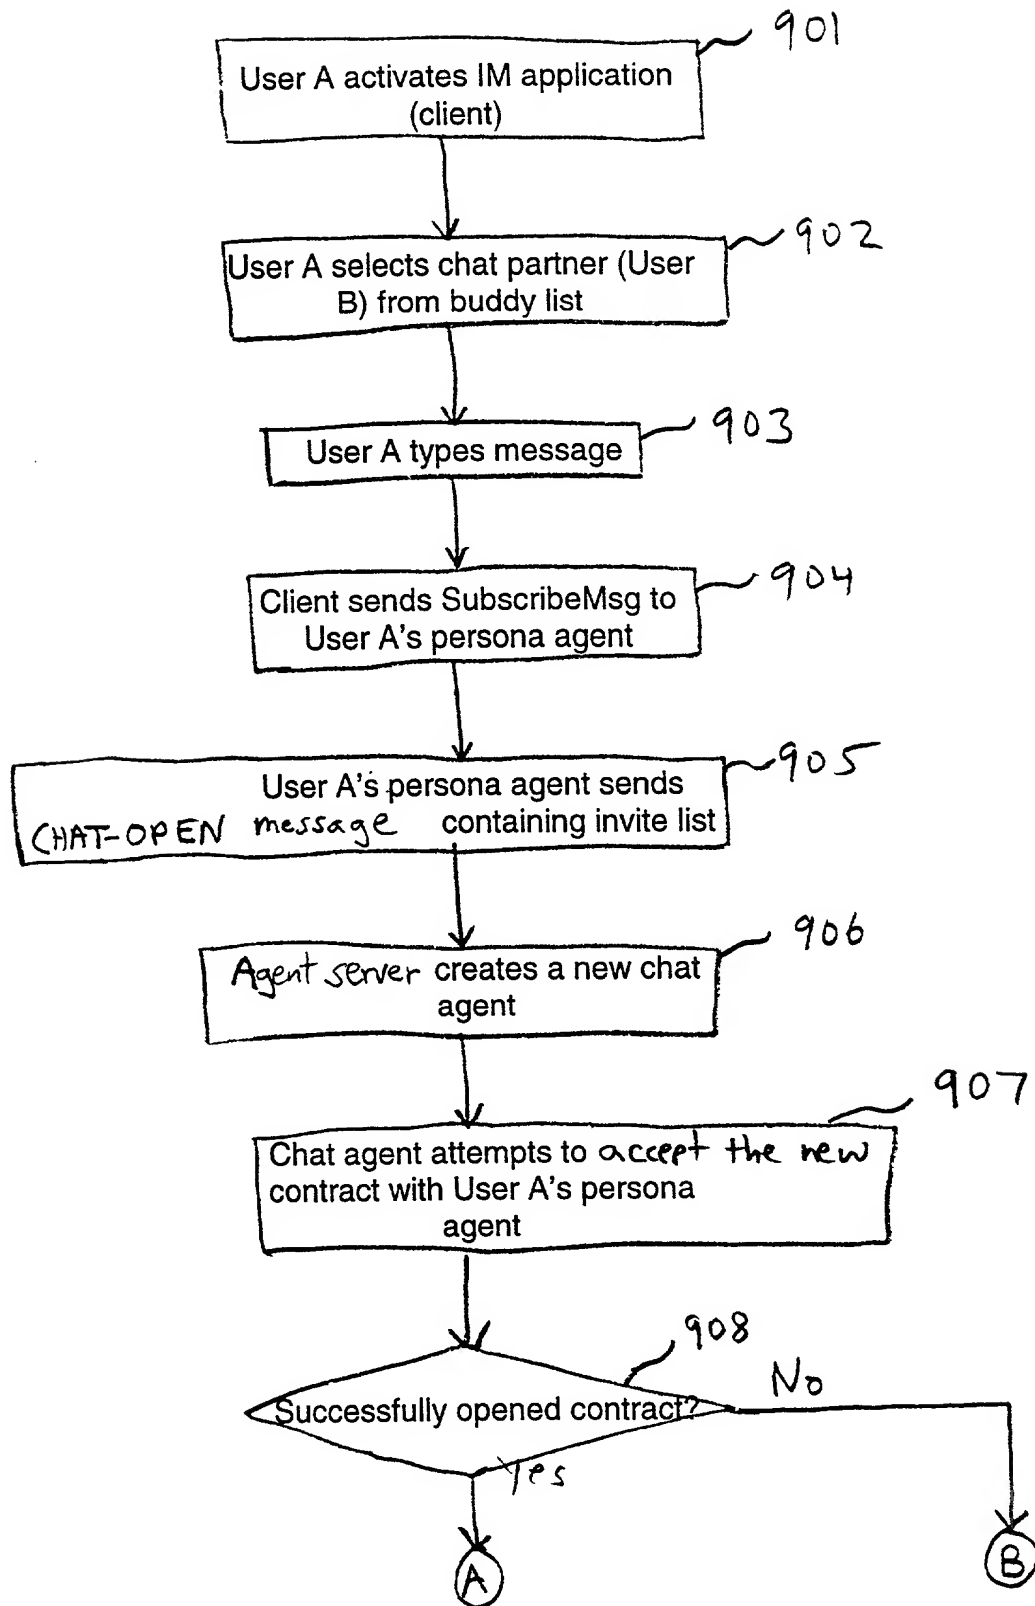 901
User A activates IM application
(client)
902
User A selects chat partner (User
B) from buddy list
903
User A types message
904
Client sends SubscribeMsg to
User A's persona agent
905
User A's persona agent sends
CHAT-OPEN message containing invite list
906
Agent server creates a new chat
agent
907
Chat agent attempts to accept the new
contract with User A's persona
agent
908
Successfully opened contract?
No
Yes
A
B